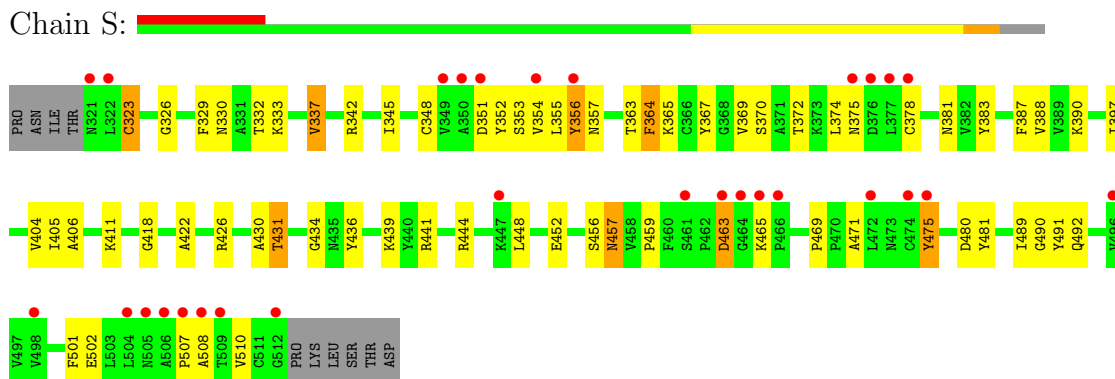 Chain S:
PRO ASN ILE THR N321 L322 C323 G326 F329 N330 A331 T332 K333 V337 R342 I345 C348 V349 A350 D351 Y352 S353 V354 L355 Y356 N357 T363 F364 K365 C366 Y367 G368 V369 S370 A371 T372 K373 L374 N375 D376 L377 C378 N381 V382 Y383 F387 V388 V389 K390 I397
V404 I405 A406 K411 G418 A422 R426 A430 T431 G434 N435 Y436 K439 Y440 R441 R444 K447 L448 E452 S456 N457 V458 P459 F460 S461 P462 D463 G464 K465 P466 P469 P470 A471 L472 N473 C474 Y475 D480 Y481 I489 G490 Y491 Q492 V496
V497 V498 F501 E502 L503 L504 N505 A506 P507 A508 T509 V510 C511 G512 PRO LYS LEU SER THR ASP